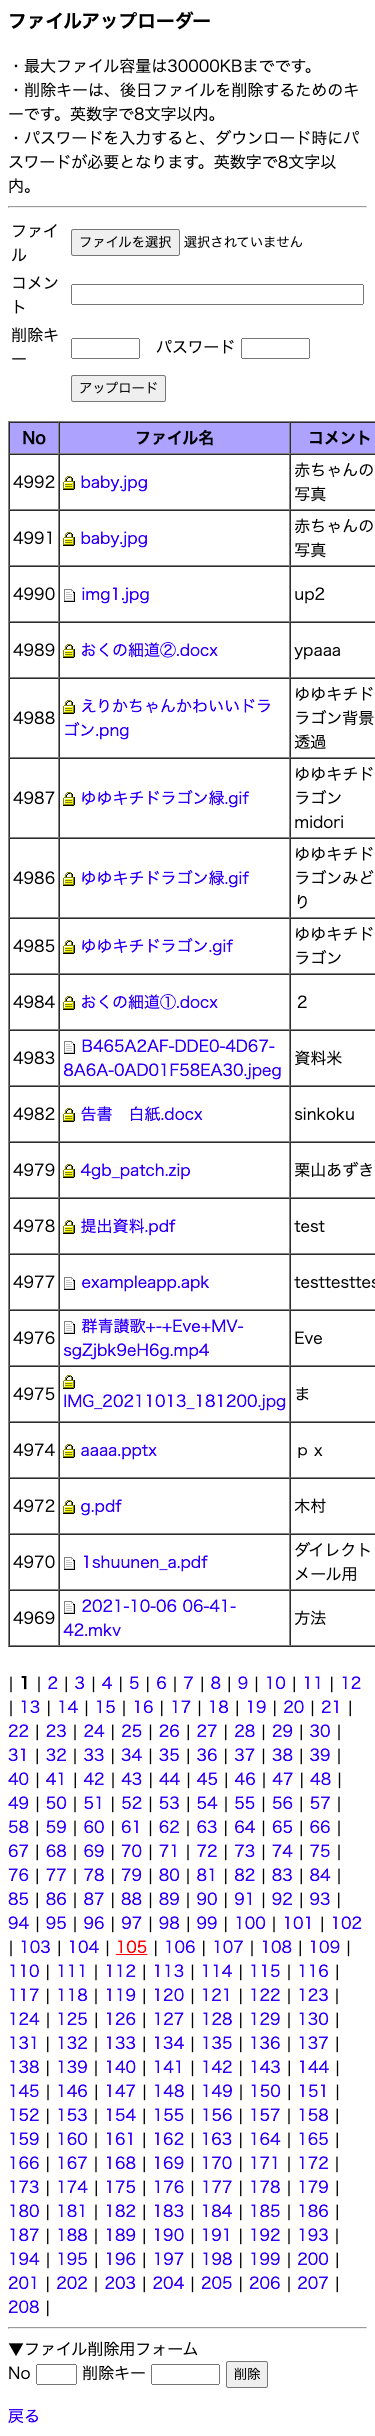 ファイルアップローダー
・最大ファイル容量は30000KBまでです。
・削除キーは、後日ファイルを削除するためのキ
ーです。英数字で8文字以内。
・パスワードを入力すると、ダウンロード時にパ
スワードが必要となります。英数字で8文字以
内。
ファイ
ル
ファイルを選択 選択されていません
コメン
ト
削除キ
ー
パスワード
アップロード
No ファイル名 コメント
4992 baby.jpg 赤ちゃんの
写真
4991 baby.jpg 赤ちゃんの
写真
4990 img1.jpg up2
4989 おくの細道②.docx ypaaa
4988 えりかちゃんかわいいドラ
ゴン.png
ゆゆキチド
ラゴン背景
透過
4987 ゆゆキチドラゴン緑.gif
ゆゆキチド
ラゴン
midori
4986 ゆゆキチドラゴン緑.gif
ゆゆキチド
ラゴンみど
り
4985 ゆゆキチドラゴン.gif
ゆゆキチド
ラゴン
4984 おくの細道①.docx ２
4983 B465A2AF-DDE0-4D67-
8A6A-0AD01F58EA30.jpeg
資料米
4982 告書　白紙.docx sinkoku
4979 4gb_patch.zip 栗山あずき
4978 提出資料.pdf test
4977 exampleapp.apk testtesttes
4976 群青讃歌+-+Eve+MV-
sgZjbk9eH6g.mp4
Eve
4975 IMG_20211013_181200.jpg ま
4974 aaaa.pptx ｐｘ
4972 g.pdf 木村
4970 1shuunen_a.pdf ダイレクト
メール用
4969 2021-10-06 06-41-
42.mkv
方法
| 1 | 2 | 3 | 4 | 5 | 6 | 7 | 8 | 9 | 10 | 11 | 12
| 13 | 14 | 15 | 16 | 17 | 18 | 19 | 20 | 21 |
22 | 23 | 24 | 25 | 26 | 27 | 28 | 29 | 30 |
31 | 32 | 33 | 34 | 35 | 36 | 37 | 38 | 39 |
40 | 41 | 42 | 43 | 44 | 45 | 46 | 47 | 48 |
49 | 50 | 51 | 52 | 53 | 54 | 55 | 56 | 57 |
58 | 59 | 60 | 61 | 62 | 63 | 64 | 65 | 66 |
67 | 68 | 69 | 70 | 71 | 72 | 73 | 74 | 75 |
76 | 77 | 78 | 79 | 80 | 81 | 82 | 83 | 84 |
85 | 86 | 87 | 88 | 89 | 90 | 91 | 92 | 93 |
94 | 95 | 96 | 97 | 98 | 99 | 100 | 101 | 102
| 103 | 104 | 105 | 106 | 107 | 108 | 109 |
110 | 111 | 112 | 113 | 114 | 115 | 116 |
117 | 118 | 119 | 120 | 121 | 122 | 123 |
124 | 125 | 126 | 127 | 128 | 129 | 130 |
131 | 132 | 133 | 134 | 135 | 136 | 137 |
138 | 139 | 140 | 141 | 142 | 143 | 144 |
145 | 146 | 147 | 148 | 149 | 150 | 151 |
152 | 153 | 154 | 155 | 156 | 157 | 158 |
159 | 160 | 161 | 162 | 163 | 164 | 165 |
166 | 167 | 168 | 169 | 170 | 171 | 172 |
173 | 174 | 175 | 176 | 177 | 178 | 179 |
180 | 181 | 182 | 183 | 184 | 185 | 186 |
187 | 188 | 189 | 190 | 191 | 192 | 193 |
194 | 195 | 196 | 197 | 198 | 199 | 200 |
201 | 202 | 203 | 204 | 205 | 206 | 207 |
208 |
▼ファイル削除用フォーム
No 削除キー 削除
戻る